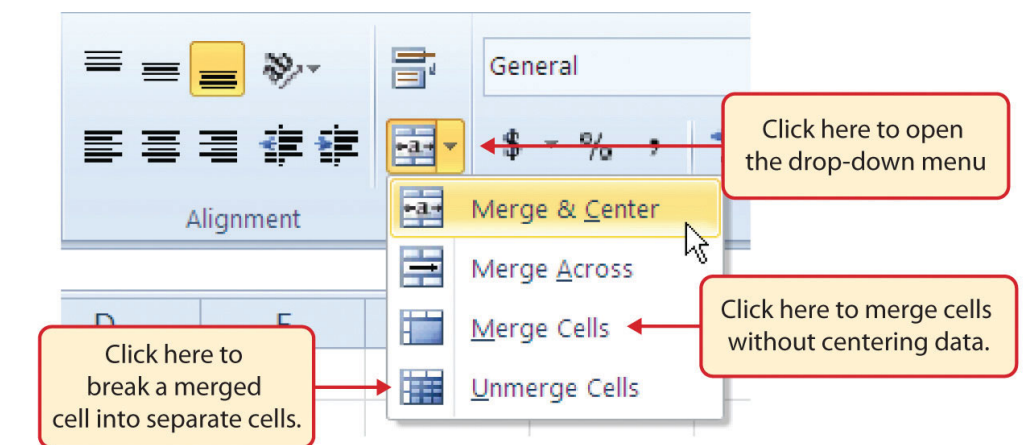 General
$ % ,
Click here to open
the drop-down menu
Alignment
Merge & Center
Merge Across
Merge Cells
Unmerge Cells
Click here to merge cells
without centering data.
Click here to
break a merged
cell into separate cells.